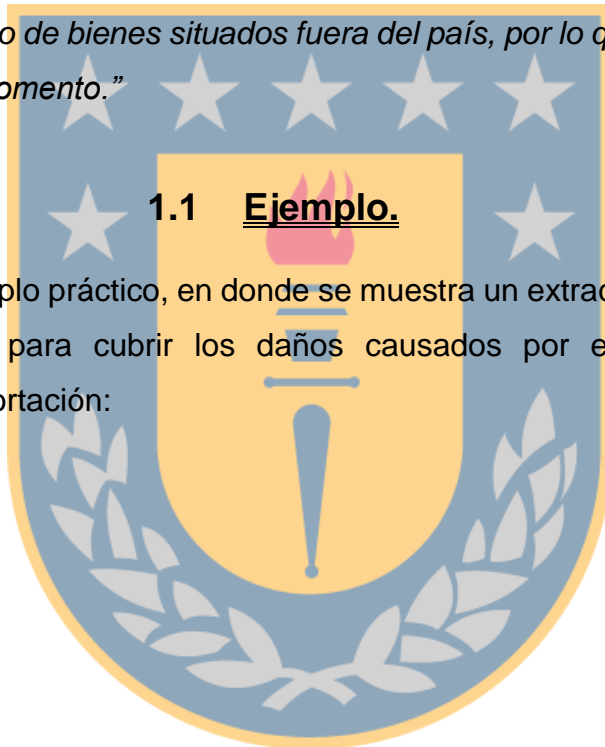 o de bienes situados fuera del país, por lo q
omento.”
1.1 Ejemplo.
plo práctico, en donde se muestra un extrac
para cubrir los daños causados por e
ortación: